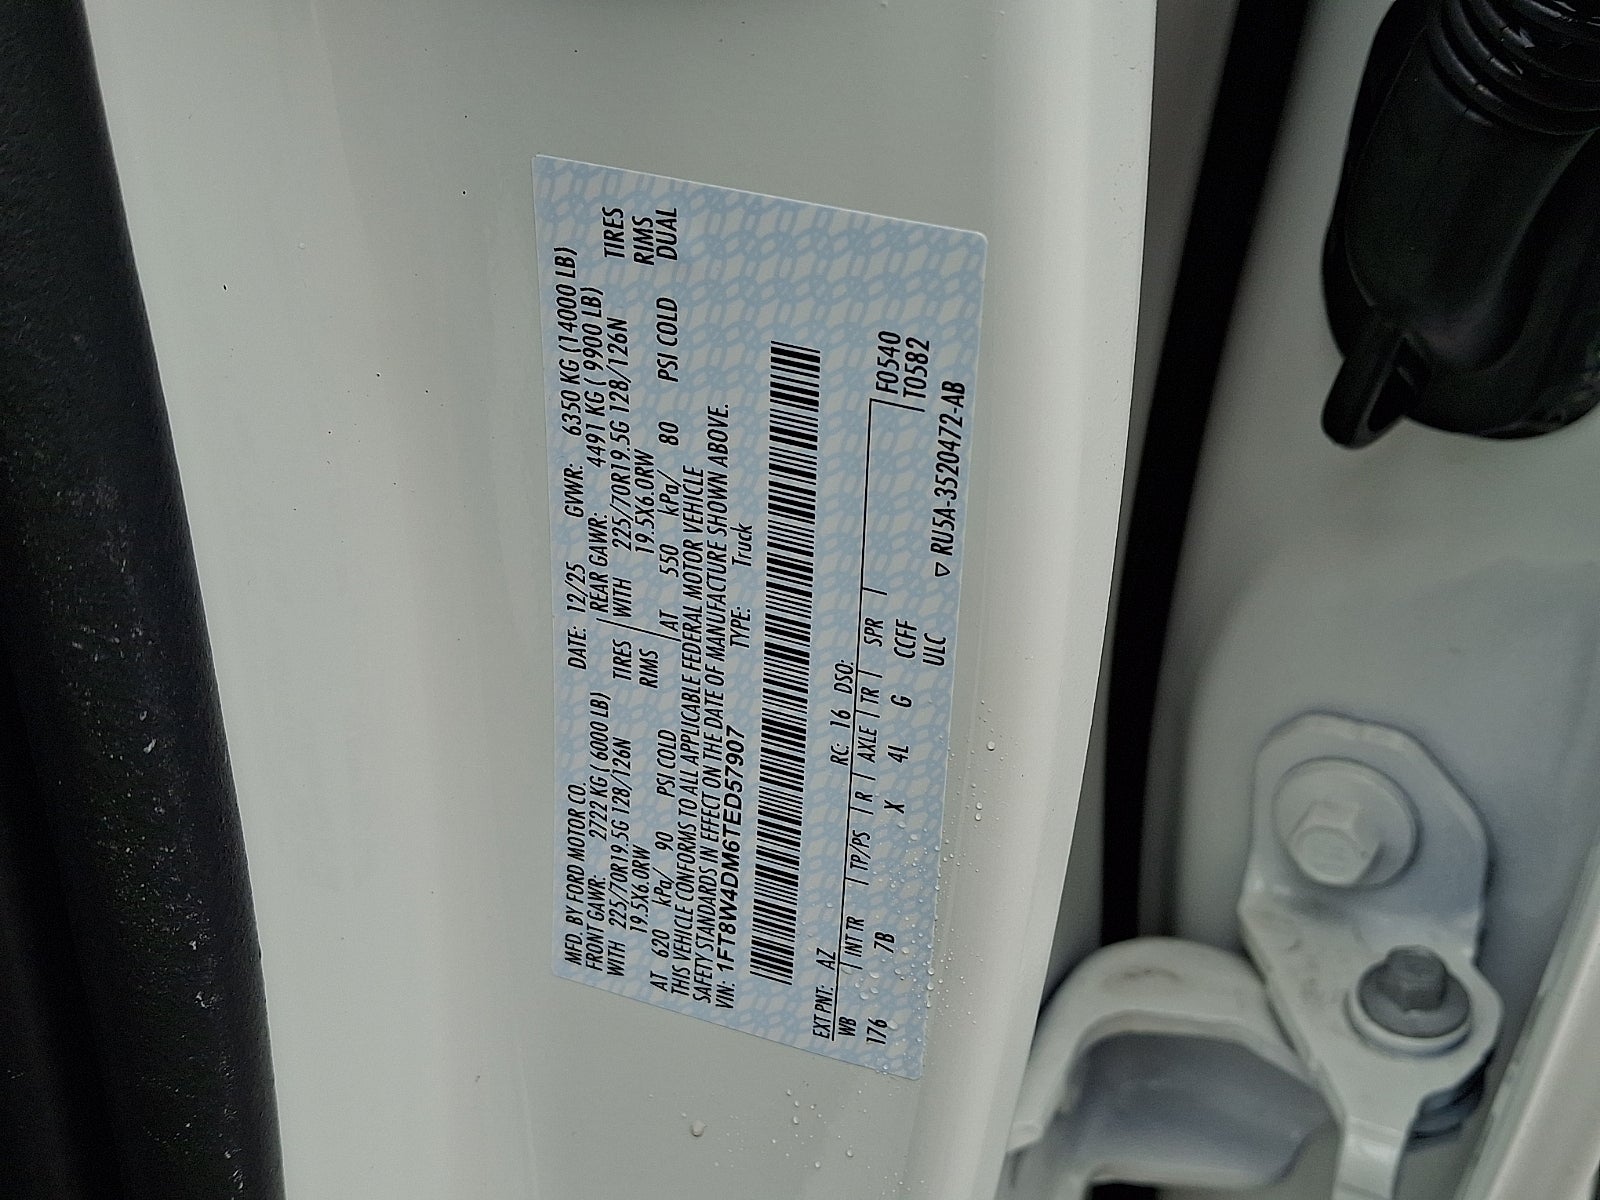 MFD. BY FORD MOTOR CO. DATE: 12/25 GVWR: 6350 KG (14000 LB)
FRONT GAWR: 2722 KG ( 6000 LB) REAR GAWR: 4491 KG ( 9900 LB)
WITH 225/70R19.5G 128/126N TIRES WITH 225/70R19.5G 128/126N TIRES
19.5X6.0RW RIMS 19.5X6.0RW RIMS
AT 620 kPa/ 90 PSI COLD AT 550 kPa/ 80 PSI COLD DUAL
THIS VEHICLE CONFORMS TO ALL APPLICABLE FEDERAL MOTOR VEHICLE
SAFETY STANDARDS IN EFFECT ON THE DATE OF MANUFACTURE SHOWN ABOVE.
VIN: 1FT8W4DM6TED57907 TYPE: Truck
EXT PNT: AZ RC: 16 DSO: F0540
WB INT TR TP/PS R AXLE TR SPR T0582
176 7B X 4L G CCFF
ULC ▽ RU5A-3520472-AB